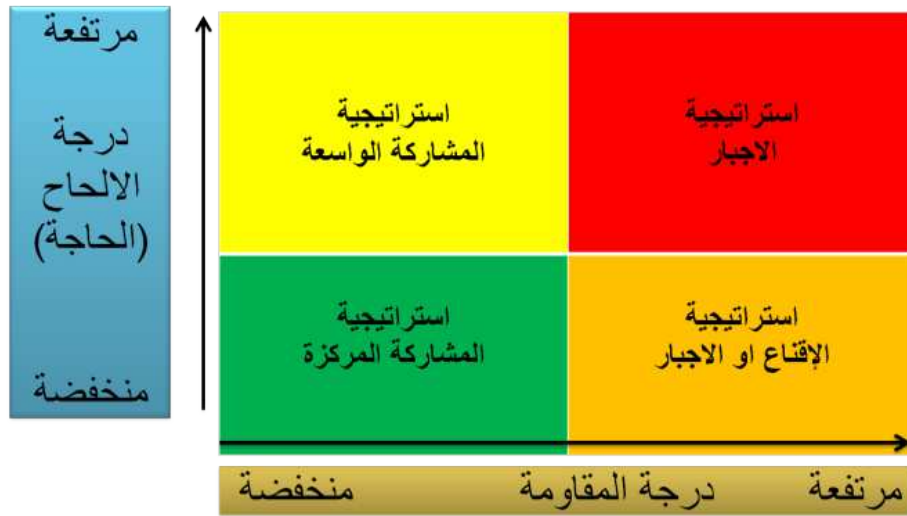 مرتفعة
درجة
الالحاح
(الحاجة)
منخفضة
استراتيجية
الاجبار
استراتيجية
المشاركة الواسعة
استراتيجية
الإقناع او الاجبار
استراتيجية
المشاركة المركزة
مرتفعة
درجة المقاومة
منخفضة